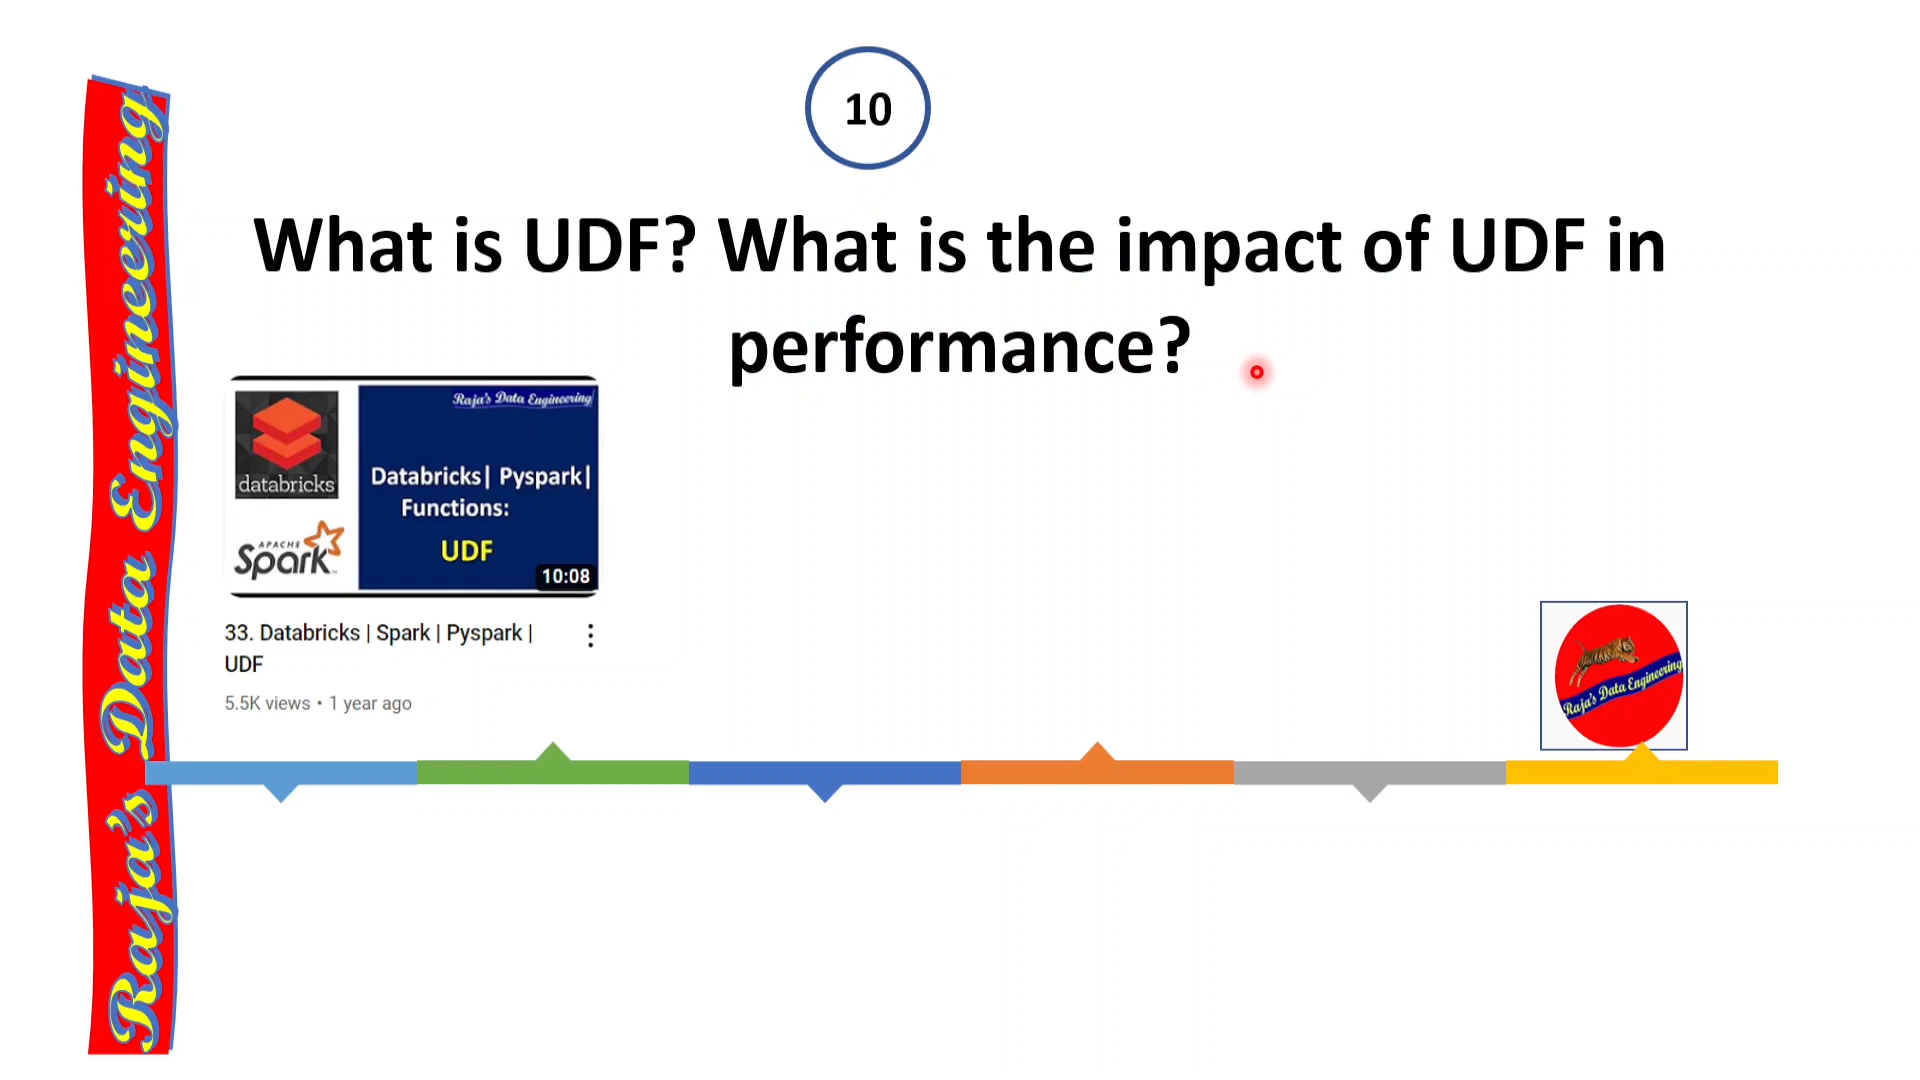 10
What is UDF? What is the impact of UDF in
performance?
Raja's Data Engineering
Raja's Data Engineering
databricks
APACHE
Spark
Databricks| Pyspark|
Functions:
UDF
10:08
33. Databricks | Spark | Pyspark |
UDF
5.5K views • 1 year ago
Raja's Data Engineering